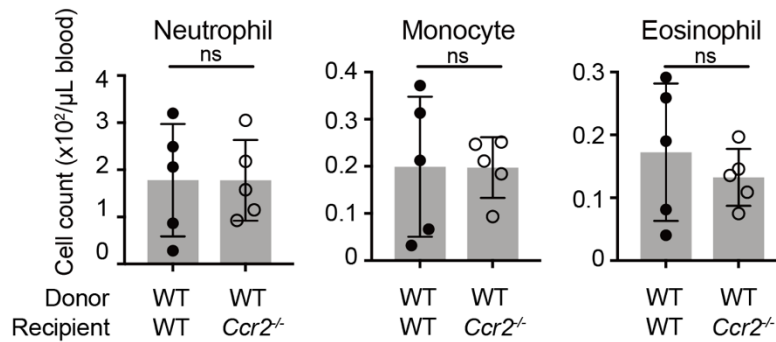 Neutrophil
ns
Cell count (x10²/μL blood)
4
3
2
1
0
Donor WT WT
Recipient WT Ccr2-/-
Monocyte
ns
0.4
0.3
0.2
0.1
0
WT WT
WT Ccr2-/-
Eosinophil
ns
0.3
0.2
0.1
0
WT WT
WT Ccr2-/-